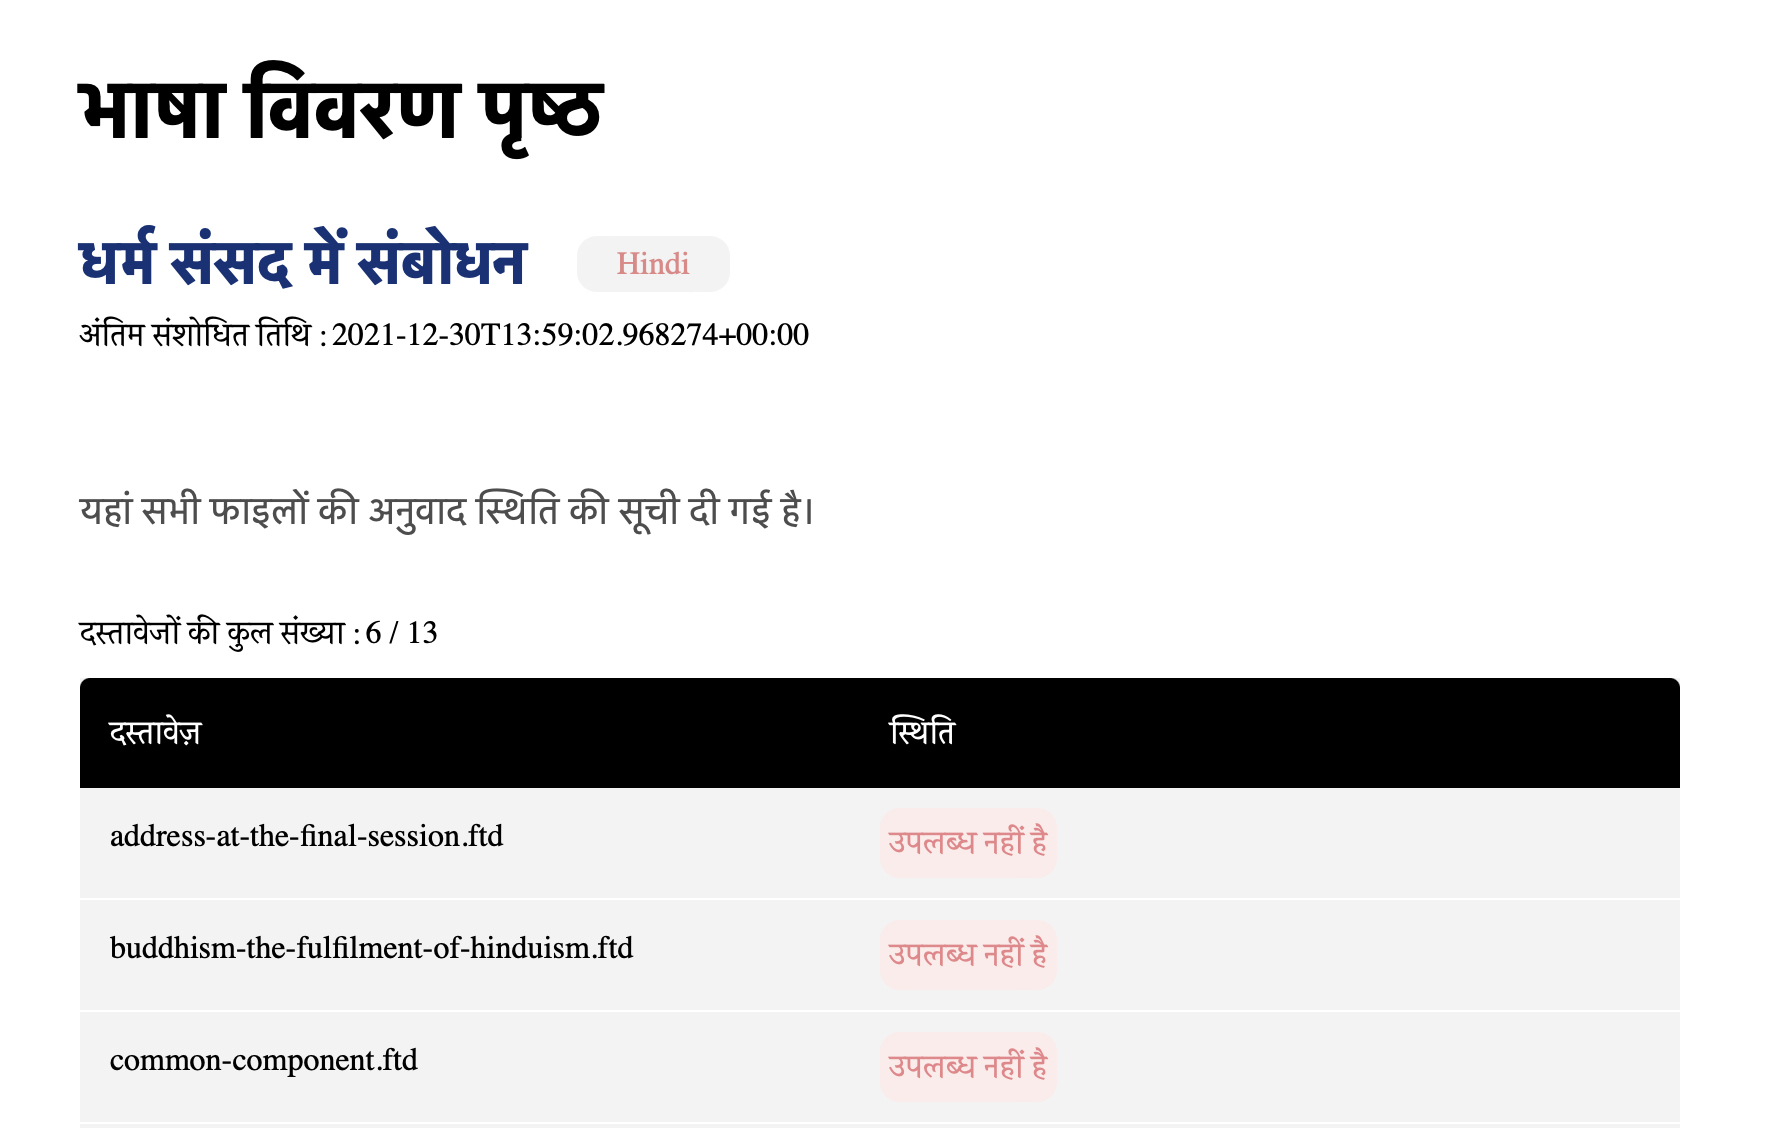 भाषा विवरण पृष्ठ
धर्म संसद में संबोधन Hindi
अंतिम संशोधित तिथि : 2021-12-30T13:59:02.968274+00:00
यहां सभी फाइलों की अनुवाद स्थिति की सूची दी गई है।
दस्तावेजों की कुल संख्या : 6 / 13
दस्तावेज़ स्थिति
address-at-the-final-session.ftd उपलब्ध नहीं है
buddhism-the-fulfilment-of-hinduism.ftd उपलब्ध नहीं है
common-component.ftd उपलब्ध नहीं है